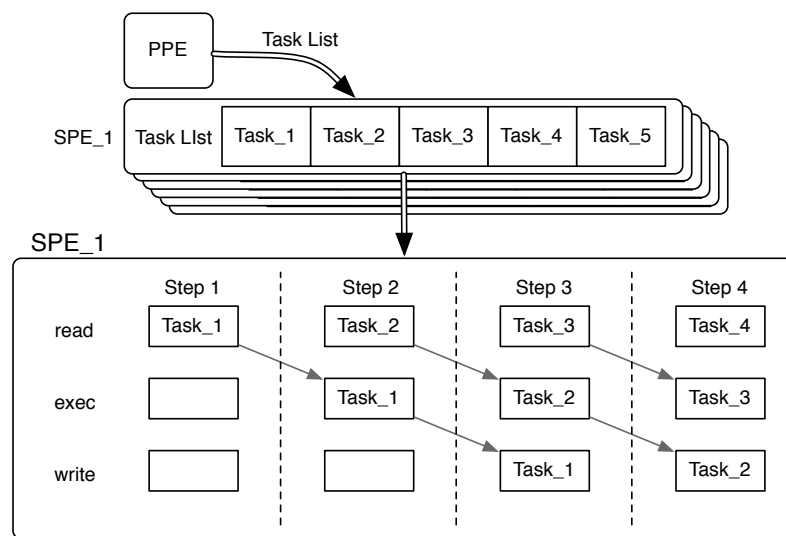 PPE
Task List
SPE_1
Task LIst
Task_1
Task_2
Task_3
Task_4
Task_5
SPE_1
Step 1
Step 2
Step 3
Step 4
read
Task_1
Task_2
Task_3
Task_4
exec
Task_1
Task_2
Task_3
write
Task_1
Task_2